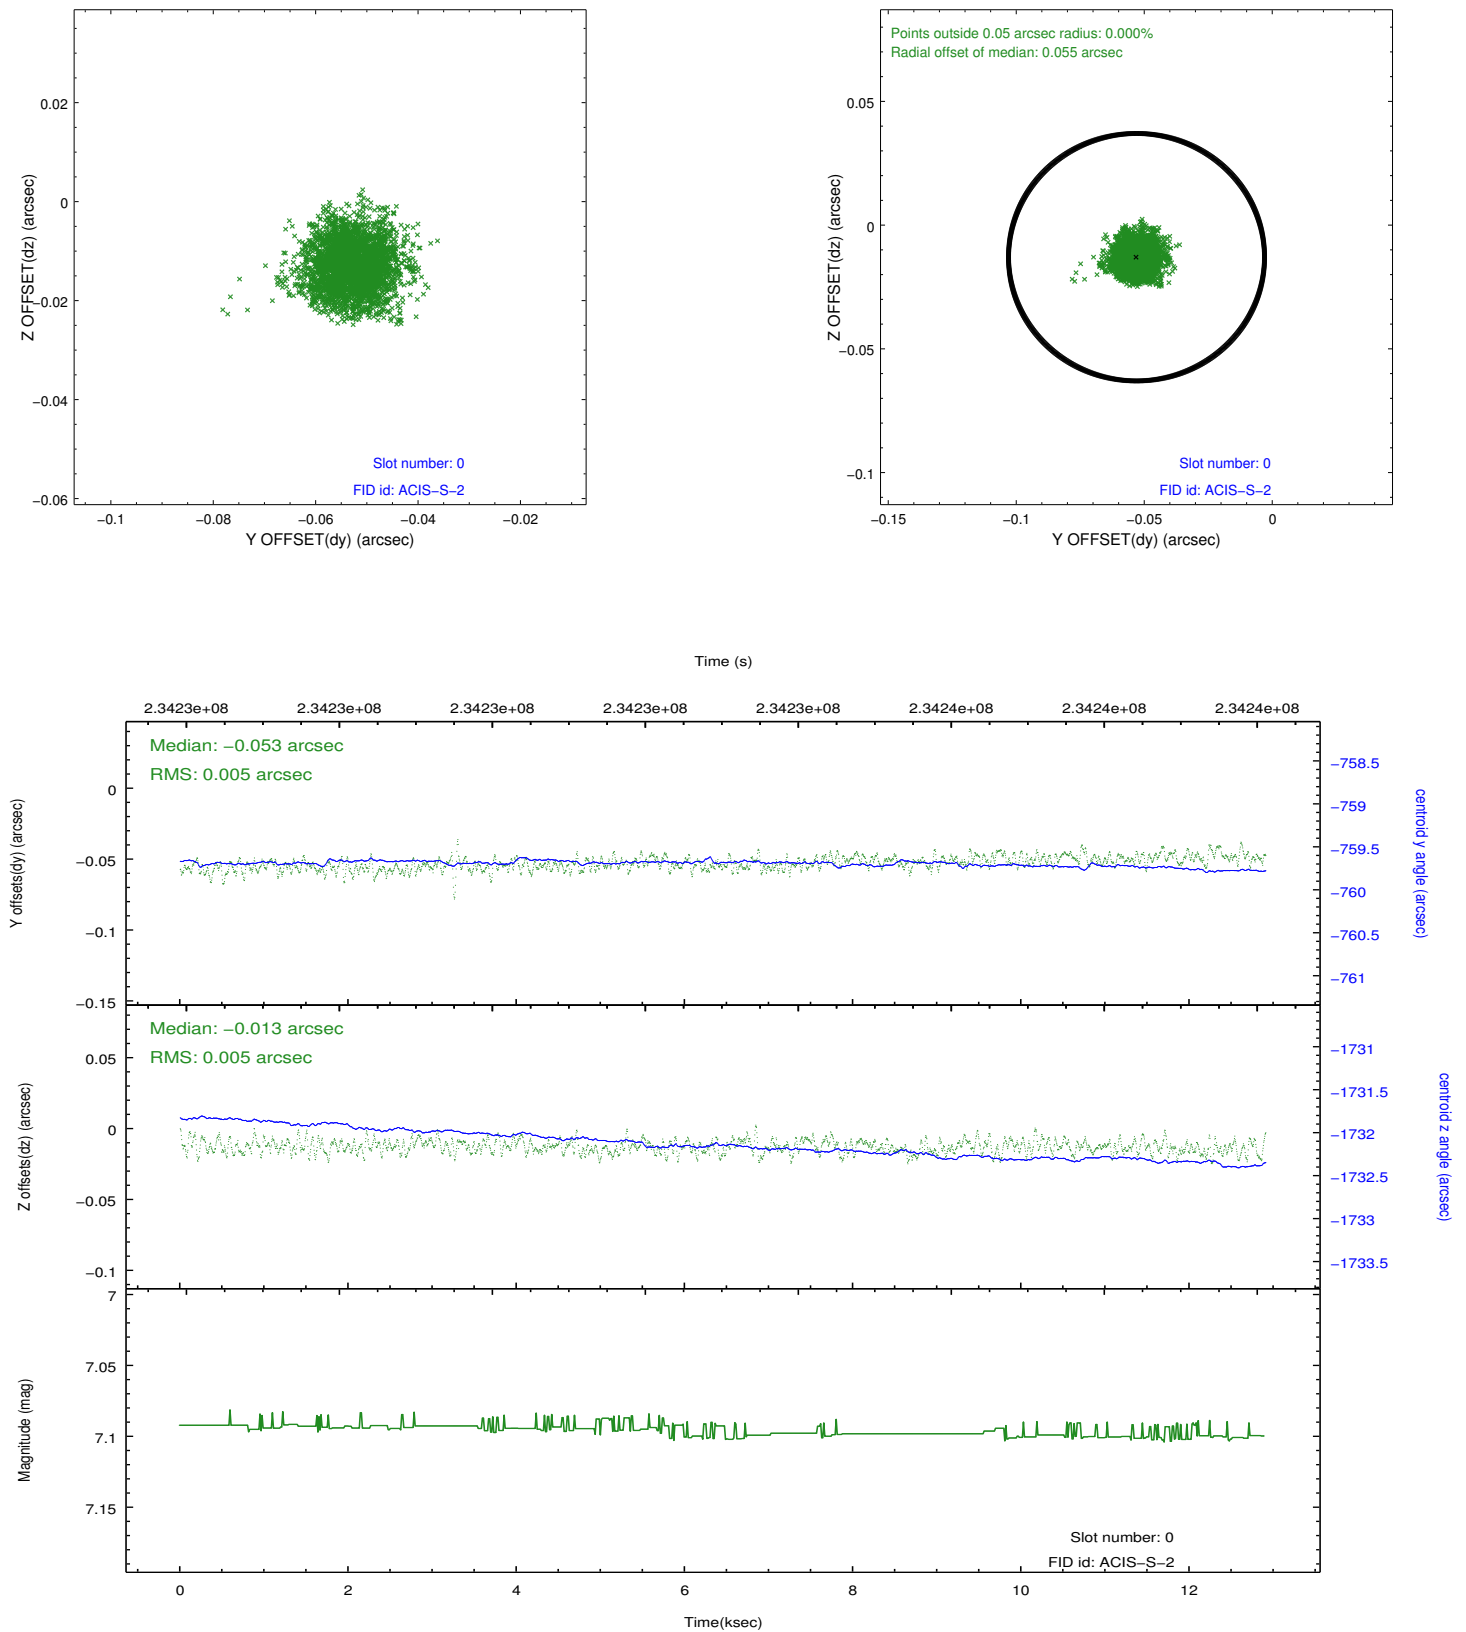 0.02
0
−0.02
−0.04
−0.06
Z OFFSET(dz) (arcsec)
Slot number: 0
FID id: ACIS−S−2
−0.1
−0.08
−0.06
−0.04
−0.02
Y OFFSET(dy) (arcsec)
Points outside 0.05 arcsec radius: 0.000%
Radial offset of median: 0.055 arcsec
0.05
0
−0.05
−0.1
Z OFFSET(dz) (arcsec)
Slot number: 0
FID id: ACIS−S−2
−0.15
−0.1
−0.05
0
Y OFFSET(dy) (arcsec)
Time (s)
2.3423e+08
2.3423e+08
2.3423e+08
2.3423e+08
2.3423e+08
2.3424e+08
2.3424e+08
2.3424e+08
Median: −0.053 arcsec
RMS: 0.005 arcsec
0
−0.05
−0.1
−0.15
Y offsets(dy) (arcsec)
−758.5
−759
−759.5
−760
−760.5
−761
centroid y angle (arcsec)
Median: −0.013 arcsec
RMS: 0.005 arcsec
0.05
0
−0.05
−0.1
Z offsets(dz) (arcsec)
−1731
−1731.5
−1732
−1732.5
−1733
−1733.5
centroid z angle (arcsec)
7
7.05
7.1
7.15
Magnitude (mag)
Slot number: 0
FID id: ACIS−S−2
0
2
4
6
8
10
12
Time(ksec)